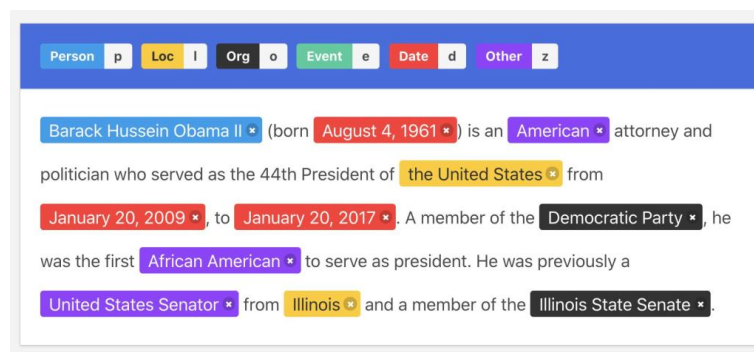 Person p Loc l Org o Event e Date d Other z
Barack Hussein Obama II (born August 4, 1961) is an American attorney and
politician who served as the 44th President of the United States from
January 20, 2009, to January 20, 2017. A member of the Democratic Party, he
was the first African American to serve as president. He was previously a
United States Senator from Illinois and a member of the Illinois State Senate.